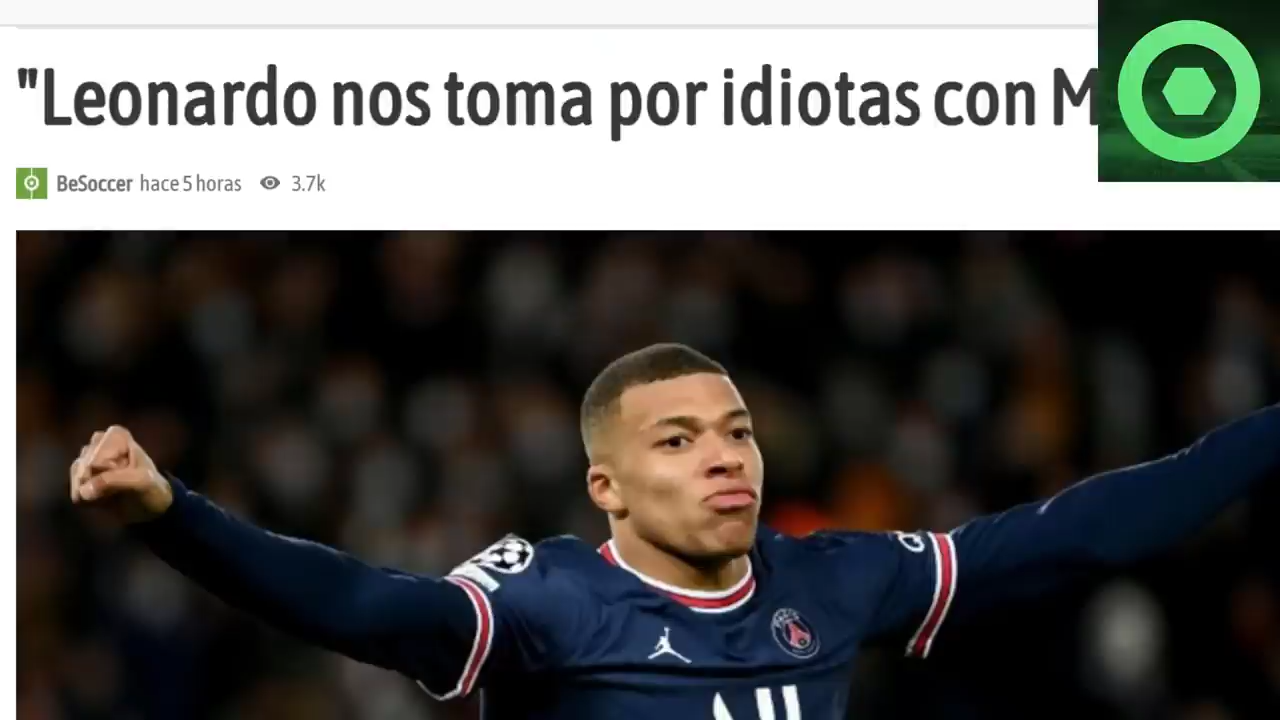 "Leonardo nos toma por idiotas con M
BeSoccer hace 5 horas 3.7k